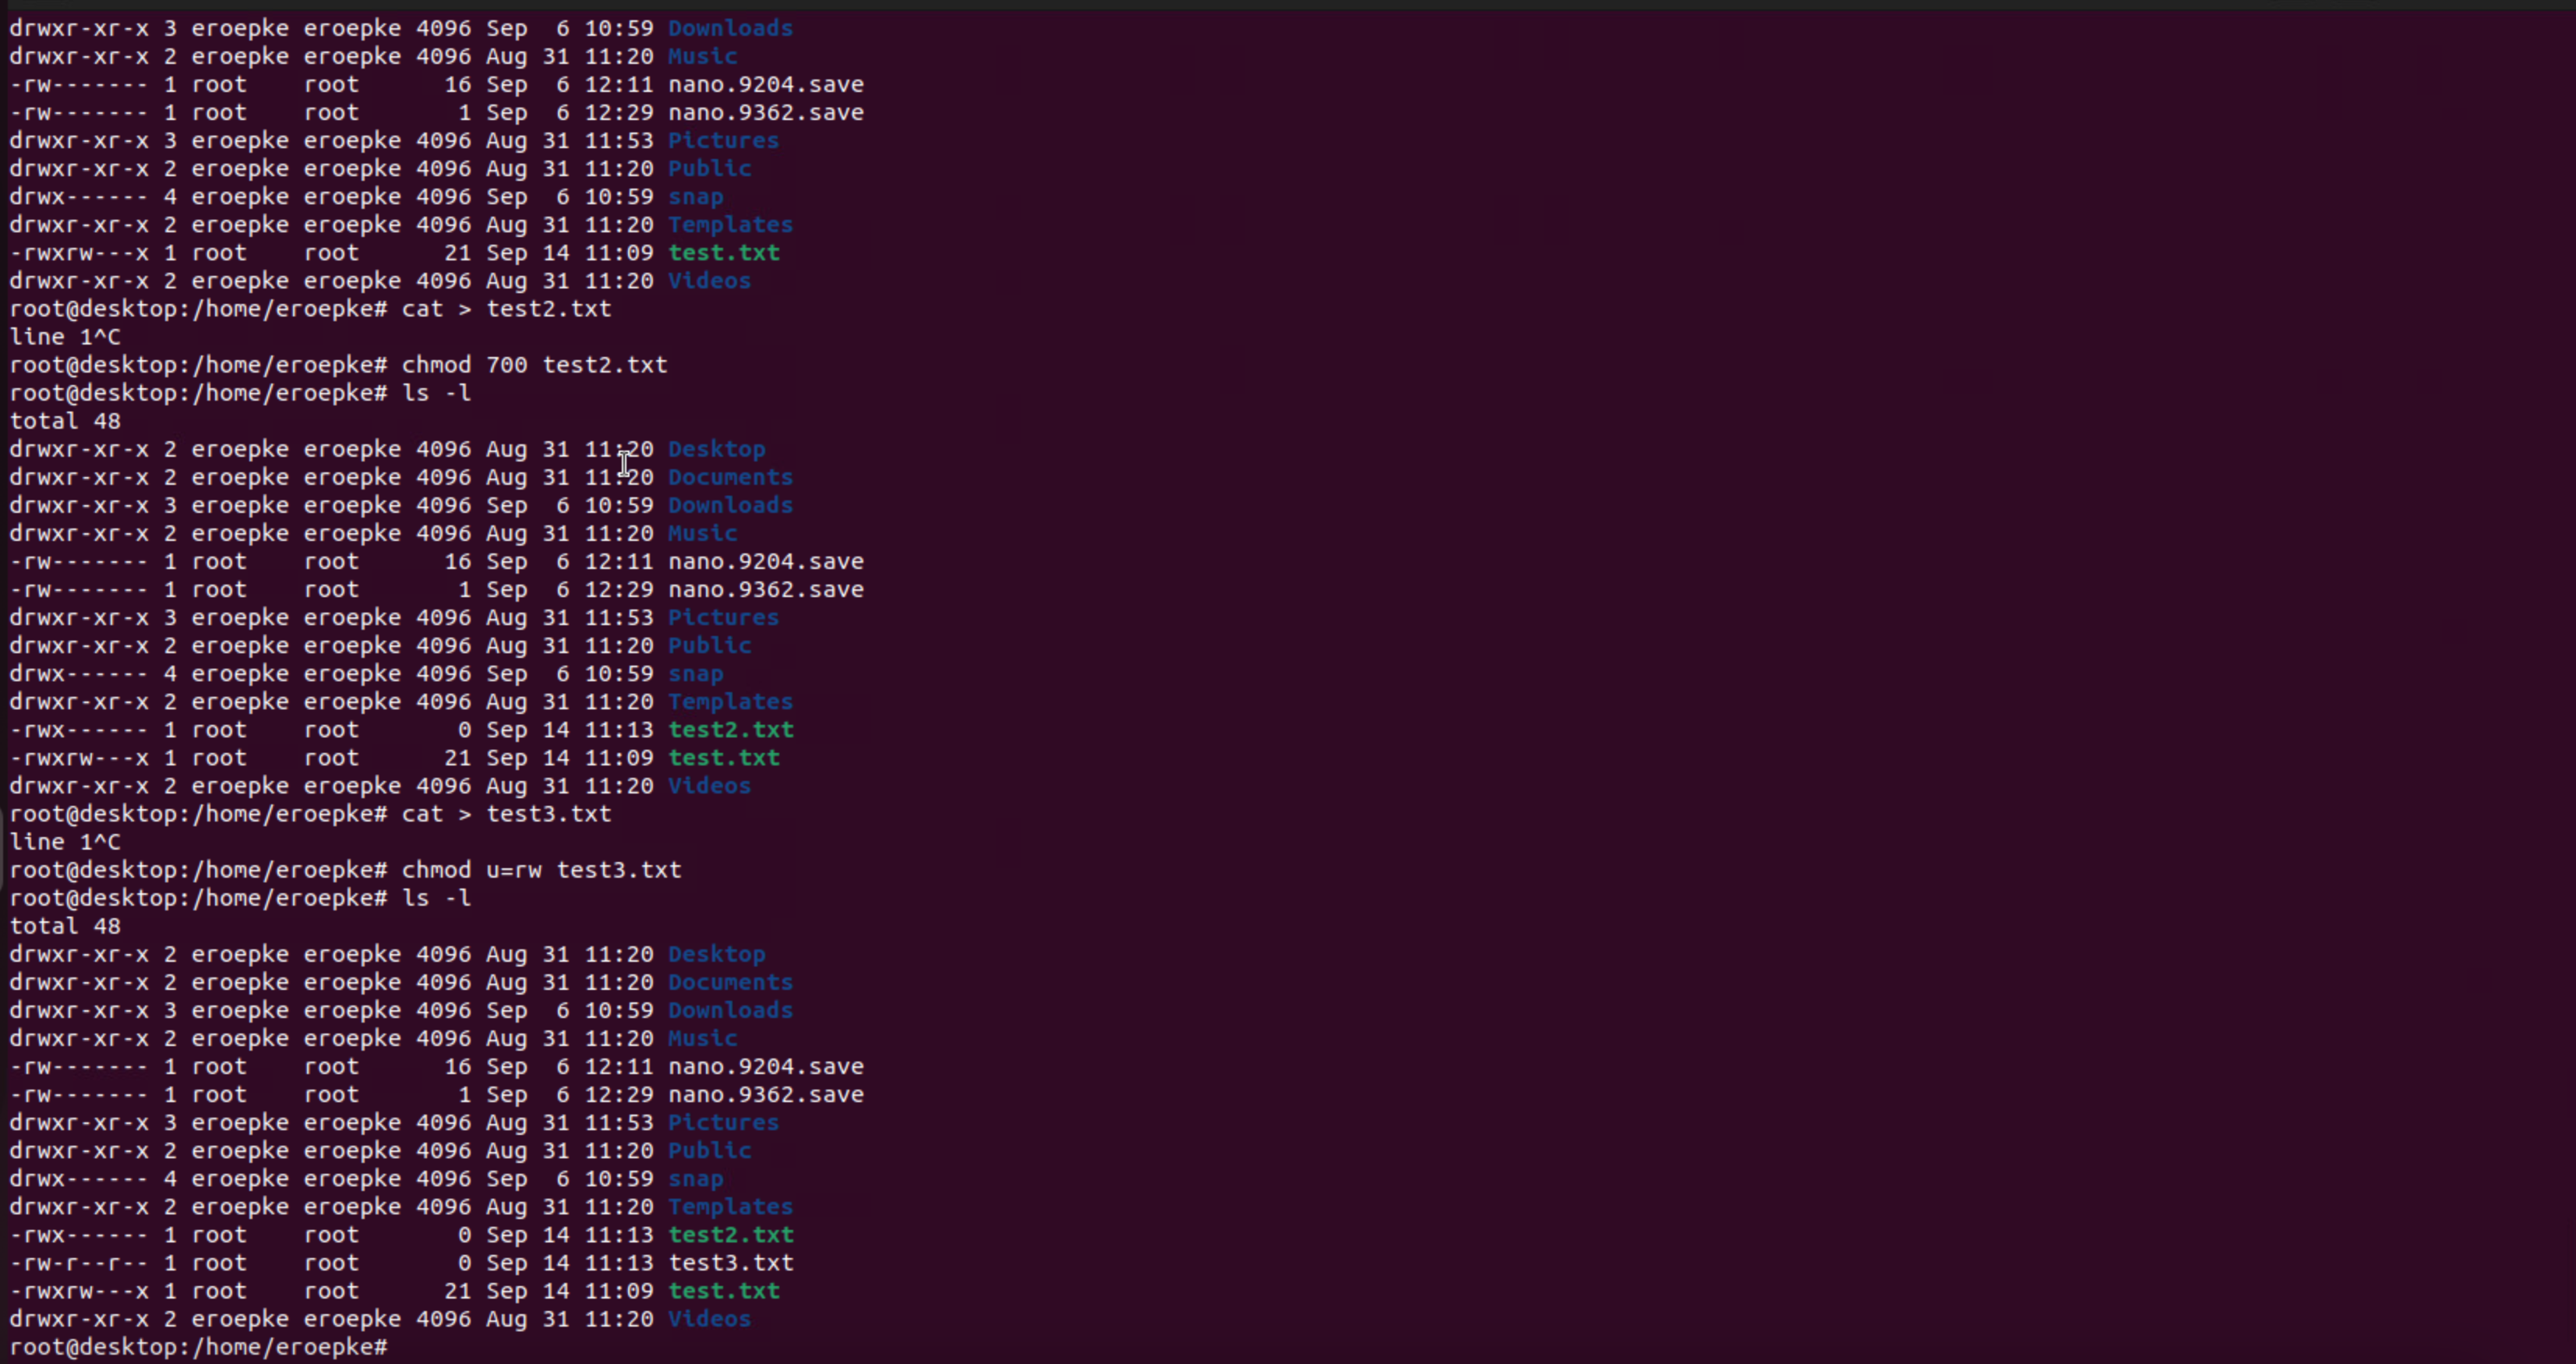 drwxr-xr-x 3 eroepke eroepke 4096 Sep  6 10:59 Downloads
drwxr-xr-x 2 eroepke eroepke 4096 Aug 31 11:20 Music
-rw------- 1 root    root      16 Sep  6 12:11 nano.9204.save
-rw------- 1 root    root       1 Sep  6 12:29 nano.9362.save
drwxr-xr-x 3 eroepke eroepke 4096 Aug 31 11:53 Pictures
drwxr-xr-x 2 eroepke eroepke 4096 Aug 31 11:20 Public
drwx------ 4 eroepke eroepke 4096 Sep  6 10:59 snap
drwxr-xr-x 2 eroepke eroepke 4096 Aug 31 11:20 Templates
-rwxrw---x 1 root    root      21 Sep 14 11:09 test.txt
drwxr-xr-x 2 eroepke eroepke 4096 Aug 31 11:20 Videos
root@desktop:/home/eroepke# cat > test2.txt
line 1^C
root@desktop:/home/eroepke# chmod 700 test2.txt
root@desktop:/home/eroepke# ls -l
total 48
drwxr-xr-x 2 eroepke eroepke 4096 Aug 31 11:20 Desktop
drwxr-xr-x 2 eroepke eroepke 4096 Aug 31 11:20 Documents
drwxr-xr-x 3 eroepke eroepke 4096 Sep  6 10:59 Downloads
drwxr-xr-x 2 eroepke eroepke 4096 Aug 31 11:20 Music
-rw------- 1 root    root      16 Sep  6 12:11 nano.9204.save
-rw------- 1 root    root       1 Sep  6 12:29 nano.9362.save
drwxr-xr-x 3 eroepke eroepke 4096 Aug 31 11:53 Pictures
drwxr-xr-x 2 eroepke eroepke 4096 Aug 31 11:20 Public
drwx------ 4 eroepke eroepke 4096 Sep  6 10:59 snap
drwxr-xr-x 2 eroepke eroepke 4096 Aug 31 11:20 Templates
-rwx------ 1 root    root       0 Sep 14 11:13 test2.txt
-rwxrw---x 1 root    root      21 Sep 14 11:09 test.txt
drwxr-xr-x 2 eroepke eroepke 4096 Aug 31 11:20 Videos
root@desktop:/home/eroepke# cat > test3.txt
line 1^C
root@desktop:/home/eroepke# chmod u=rw test3.txt
root@desktop:/home/eroepke# ls -l
total 48
drwxr-xr-x 2 eroepke eroepke 4096 Aug 31 11:20 Desktop
drwxr-xr-x 2 eroepke eroepke 4096 Aug 31 11:20 Documents
drwxr-xr-x 3 eroepke eroepke 4096 Sep  6 10:59 Downloads
drwxr-xr-x 2 eroepke eroepke 4096 Aug 31 11:20 Music
-rw------- 1 root    root      16 Sep  6 12:11 nano.9204.save
-rw------- 1 root    root       1 Sep  6 12:29 nano.9362.save
drwxr-xr-x 3 eroepke eroepke 4096 Aug 31 11:53 Pictures
drwxr-xr-x 2 eroepke eroepke 4096 Aug 31 11:20 Public
drwx------ 4 eroepke eroepke 4096 Sep  6 10:59 snap
drwxr-xr-x 2 eroepke eroepke 4096 Aug 31 11:20 Templates
-rwx------ 1 root    root       0 Sep 14 11:13 test2.txt
-rw-r--r-- 1 root    root       0 Sep 14 11:13 test3.txt
-rwxrw---x 1 root    root      21 Sep 14 11:09 test.txt
drwxr-xr-x 2 eroepke eroepke 4096 Aug 31 11:20 Videos
root@desktop:/home/eroepke#